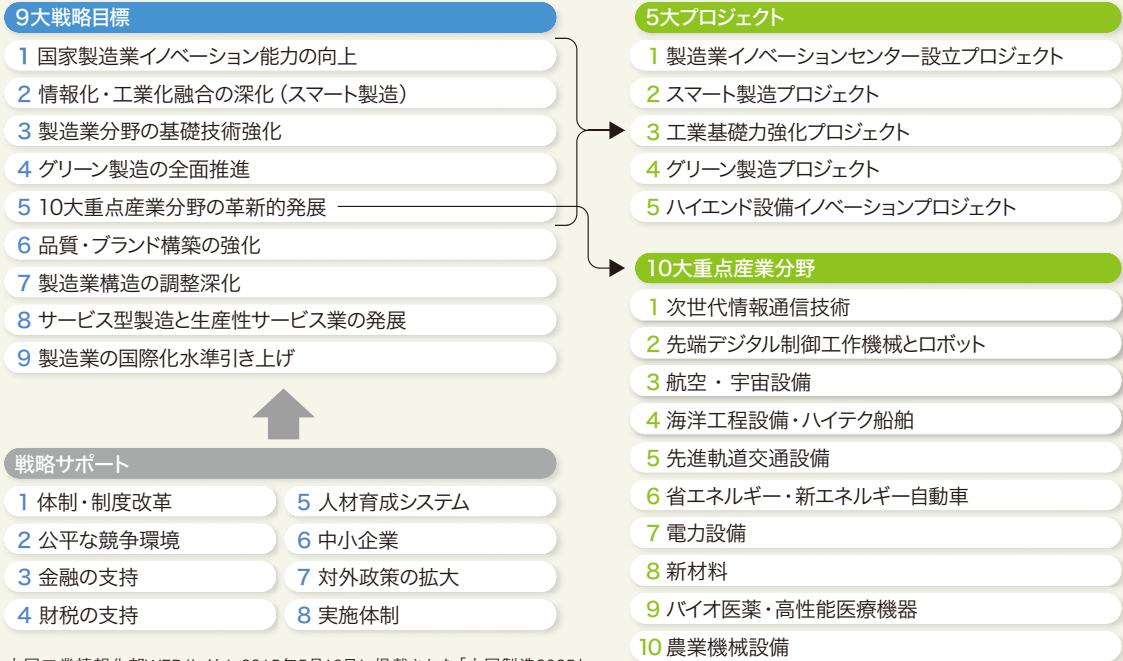 9大戦略目標
1 国家製造業イノベーション能力の向上
2 情報化・工業化融合の深化(スマート製造)
3 製造業分野の基礎技術強化
4 グリーン製造の全面推進
5 10大重点産業分野の革新的発展
6 品質・ブランド構築の強化
7 製造業構造の調整深化
8 サービス型製造と生産性サービス業の発展
9 製造業の国際化水準引き上げ
戦略サポート
1 体制・制度改革
2 公平な競争環境
3 金融の支持
4 財税の支持
5 人材育成システム
6 中小企業
7 対外政策の拡大
8 実施体制
5大プロジェクト
1 製造業イノベーションセンター設立プロジェクト
2 スマート製造プロジェクト
3 工業基礎力強化プロジェクト
4 グリーン製造プロジェクト
5 ハイエンド設備イノベーションプロジェクト
10大重点産業分野
1 次世代情報通信技術
2 先端デジタル制御工作機械とロボット
3 航空・宇宙設備
4 海洋工程設備・ハイテク船舶
5 先進軌道交通設備
6 省エネルギー・新エネルギー自動車
7 電力設備
8 新材料
9 バイオ医薬・高性能医療機器
10 農業機械設備